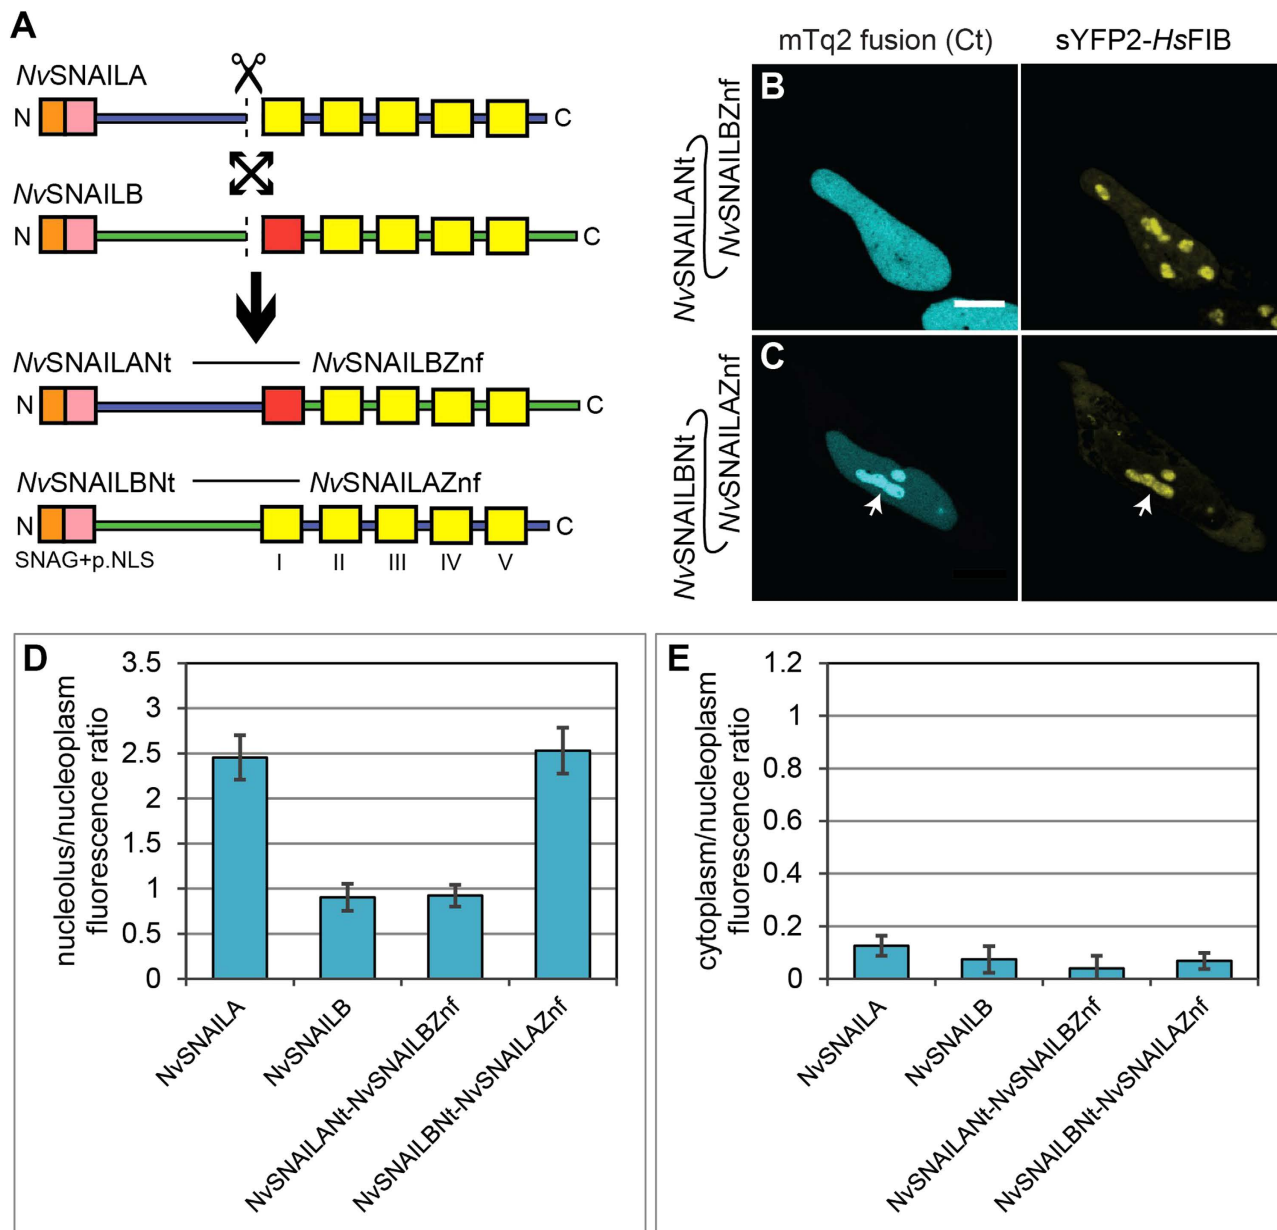 A
NvSNAILA
N C
NvSNAILB
N C
NvSNAILANt NvSNAILBZnf
N C
NvSNAILBNt NvSNAILAZnf
N C
SNAG+p.NLS I II III IV V
mTq2 fusion (Ct) sYFP2-HsFIB
B
NvSNAILANt
NvSNAILBZnf
C
NvSNAILBNt
NvSNAILAZnf
D
nucleolus/nucleoplasm
fluorescence ratio
3.5
3
2.5
2
1.5
1
0.5
0
NvSNAILA
NvSNAILB
NvSNAILANt-NvSNAILBZnf
NvSNAILBNt-NvSNAILAZnf
E
cytoplasm/nucleoplasm
fluorescence ratio
1.2
1
0.8
0.6
0.4
0.2
0
NvSNAILA
NvSNAILB
NvSNAILANt-NvSNAILBZnf
NvSNAILBNt-NvSNAILAZnf